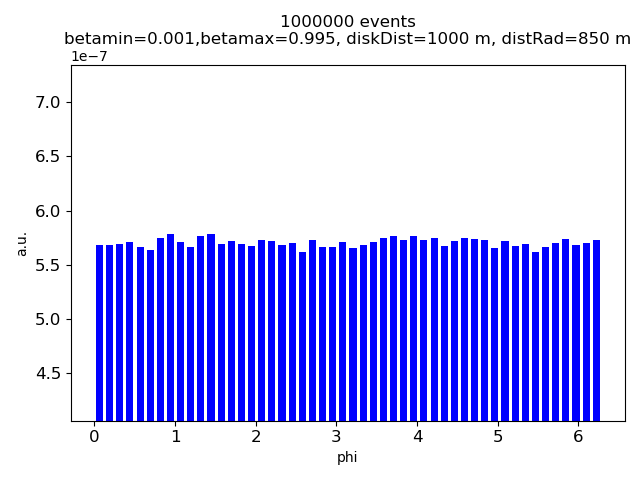 1000000 events
betamin=0.001,betamax=0.995, diskDist=1000 m, distRad=850 m
1e−7
7.0
6.5
6.0
5.5
5.0
4.5
a.u.
0 1 2 3 4 5 6
phi